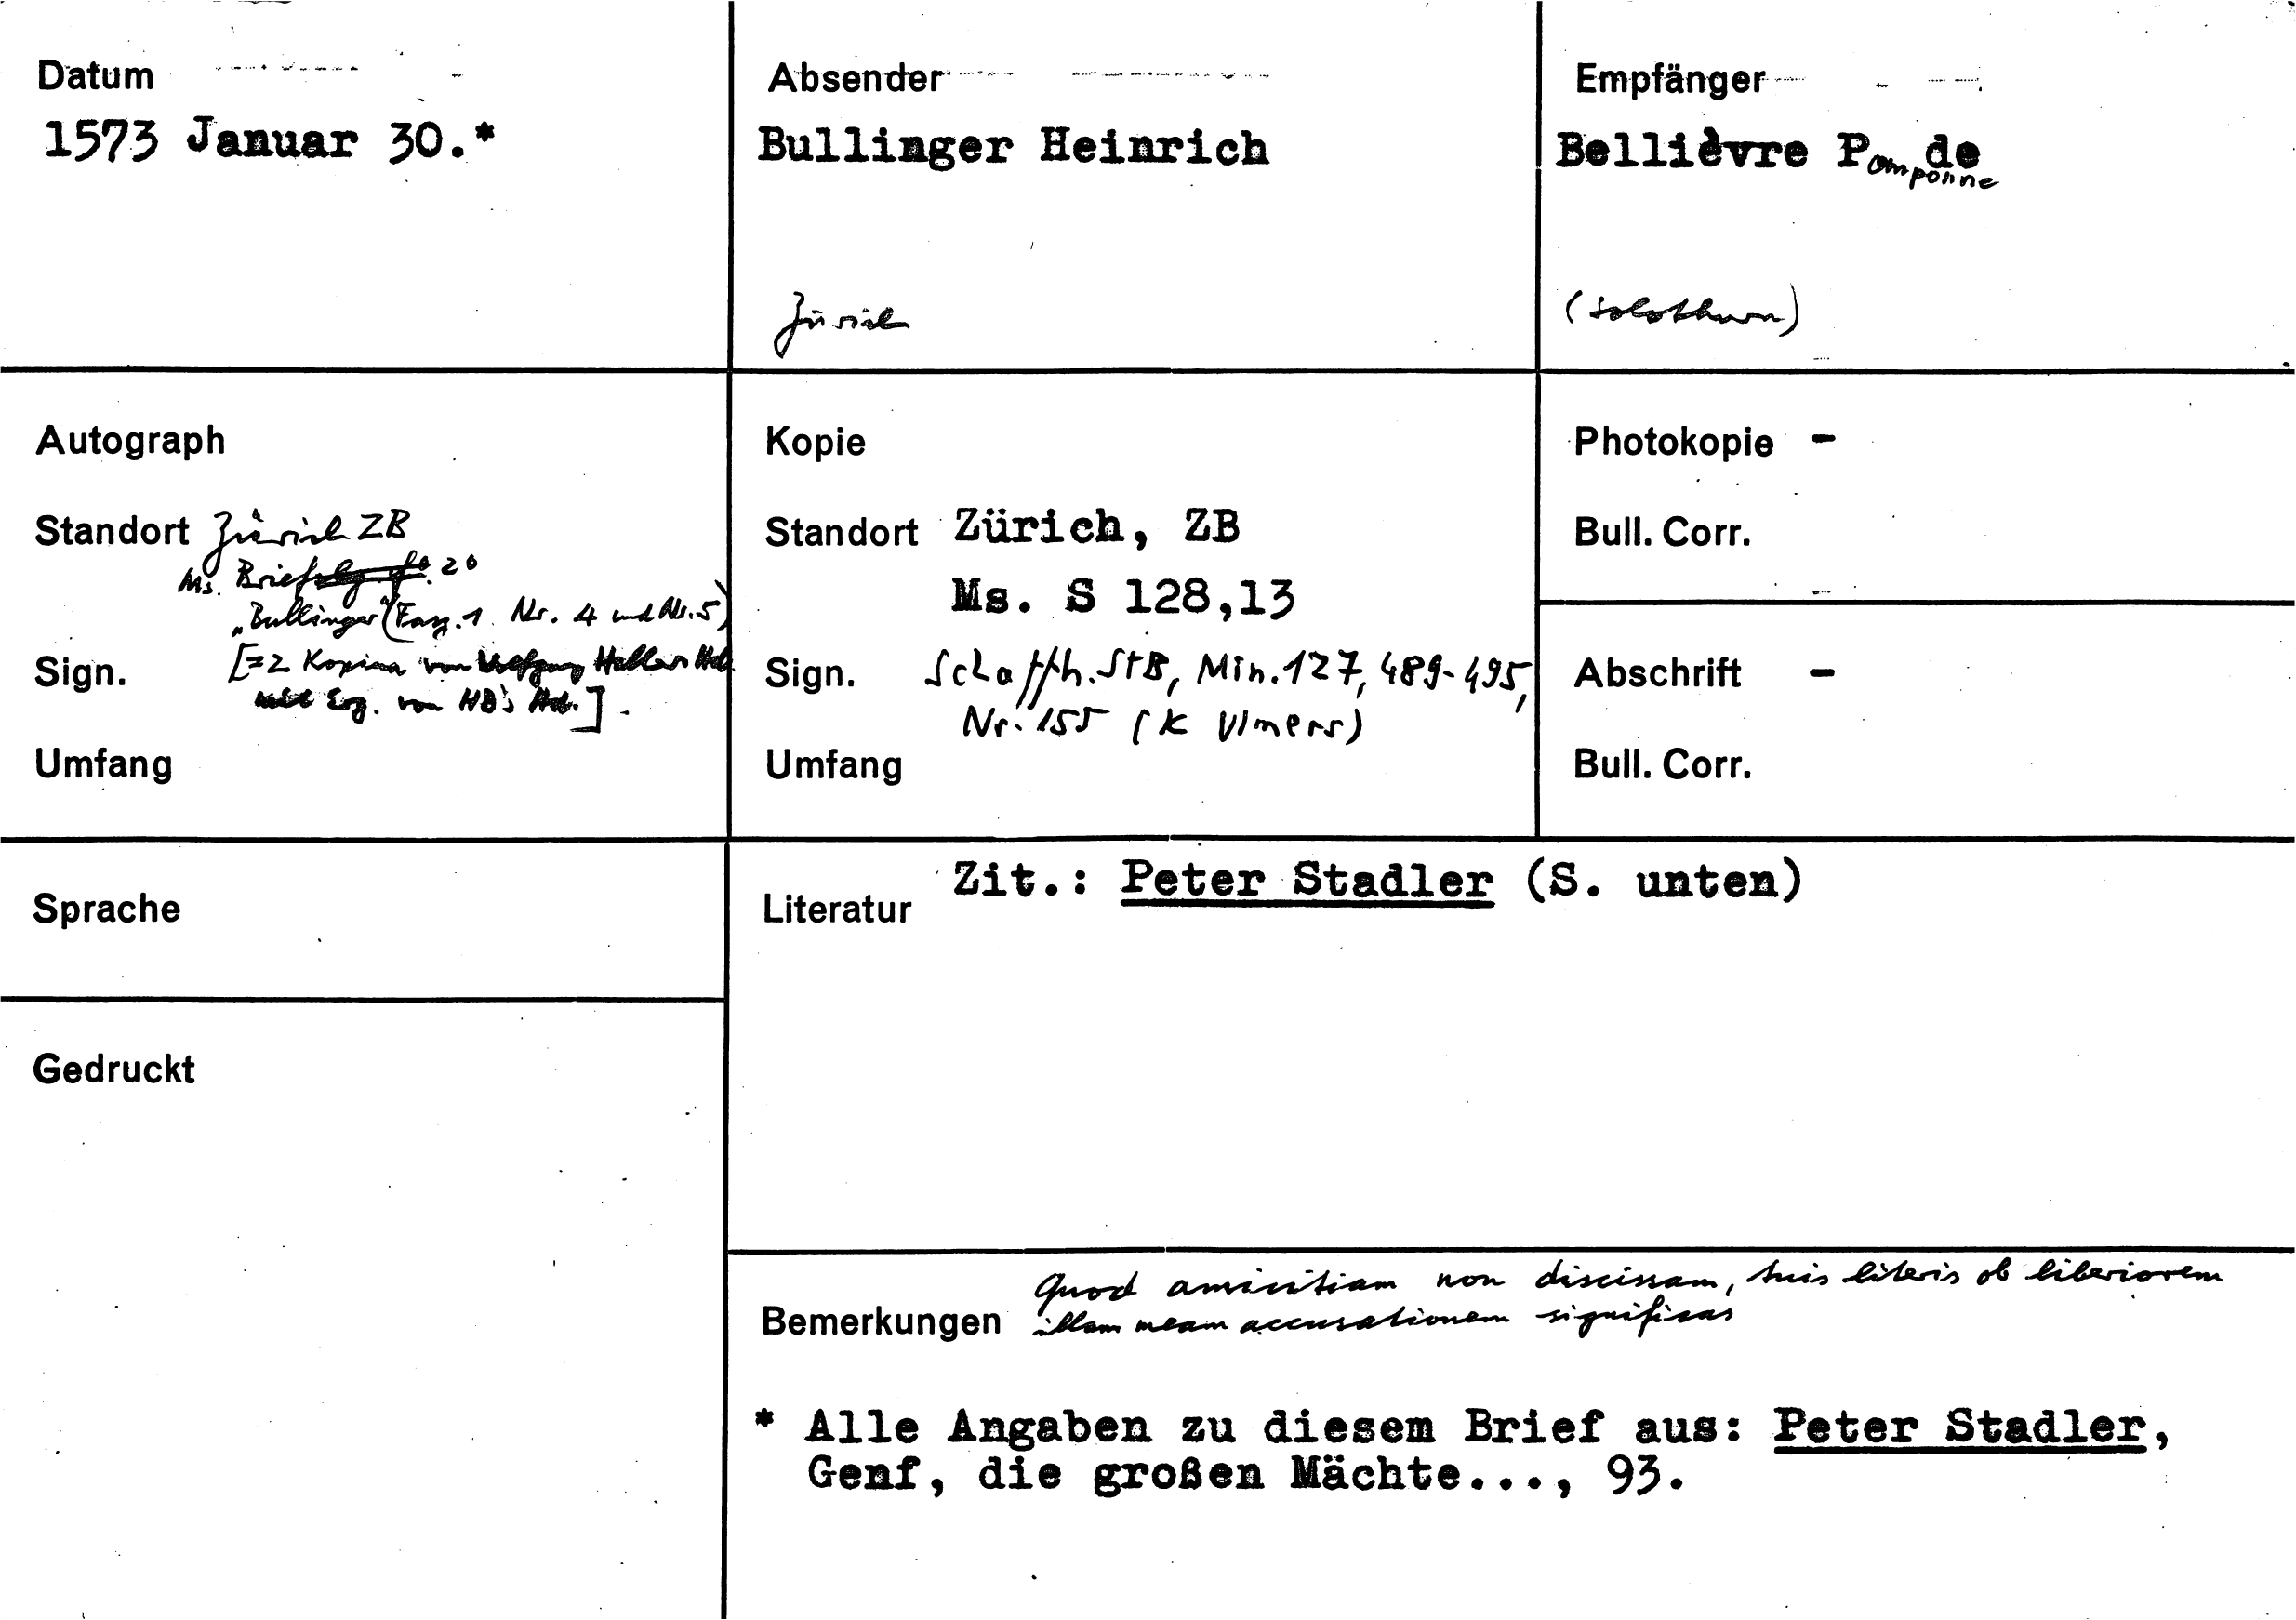 Datum
1573 Januar 30.*
Absender
Bullinger Heinrich
Zürich
Empfänger
Bellièvre Pomponne de
(Solothurn)
Autograph
Standort Zürich ZB
Ms. Brief 20
„Bullinger“ (Fasz. 1. Nr. 4 und Nr. 5)
Sign. [=2 Kopien von Wolfgang Hallers Hd.
mit Erg. von HB's Hd.].
Umfang
Kopie
Standort Zürich, ZB
Ms. S 128,13
Sign. Schaffh. StB, Min. 127, 489-495,
Nr. 155 (K Vlmers)
Umfang
Photokopie -
Bull. Corr.
Abschrift -
Bull. Corr.
Sprache
Gedruckt
Literatur Zit.: Peter Stadler (S. unten)
Bemerkungen Quod amicitiam non discissam, tuis literis ob liberiorem
illam meam accusationem significas
* Alle Angaben zu diesem Brief aus: Peter Stadler,
Genf, die großen Mächte..., 93.